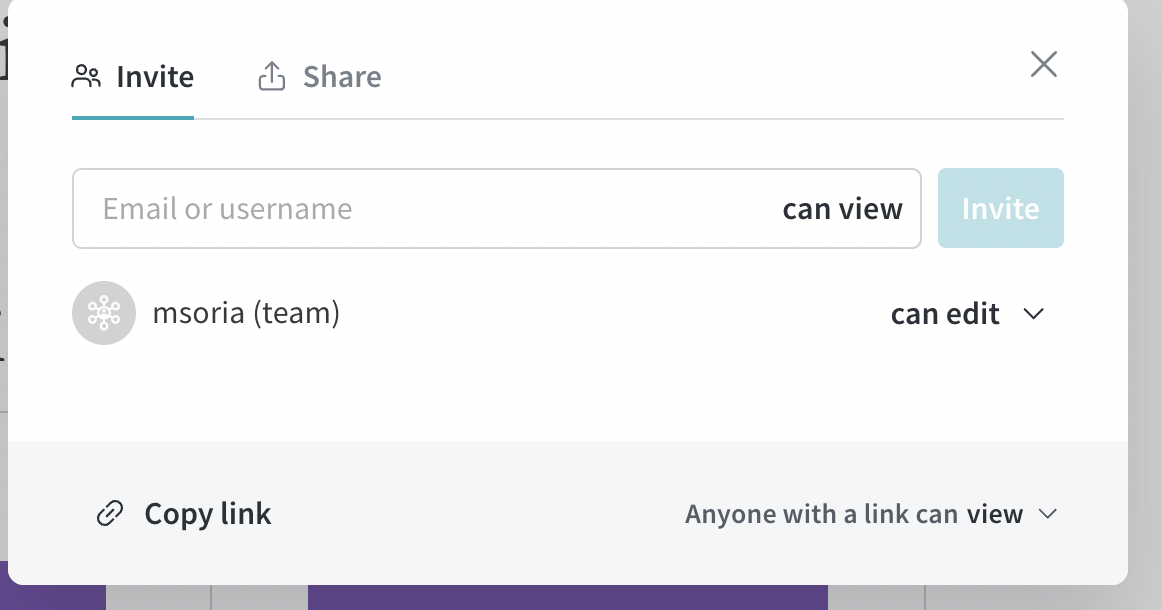 Invite
Share
Email or username
can view
Invite
msoria (team)
can edit
Copy link
Anyone with a link can view